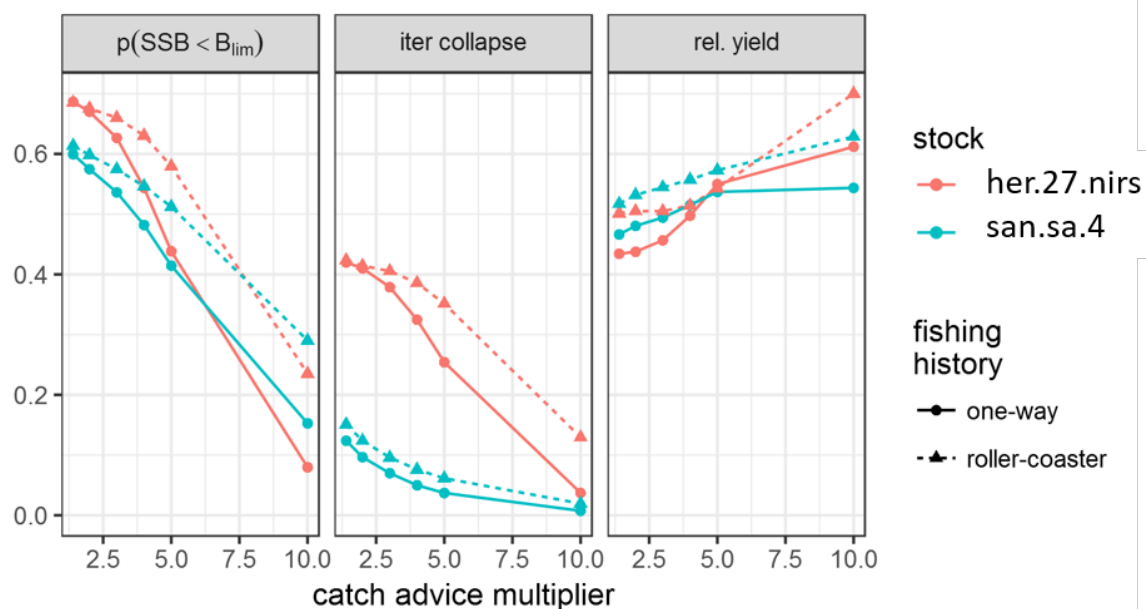 p(SSB < Blim) iter collapse rel. yield
0.6
0.4
0.2
0.0
2.5 5.0 7.5 10.0 2.5 5.0 7.5 10.0 2.5 5.0 7.5 10.0
catch advice multiplier
stock
her.27.nirs
san.sa.4
fishing
history
one-way
roller-coaster